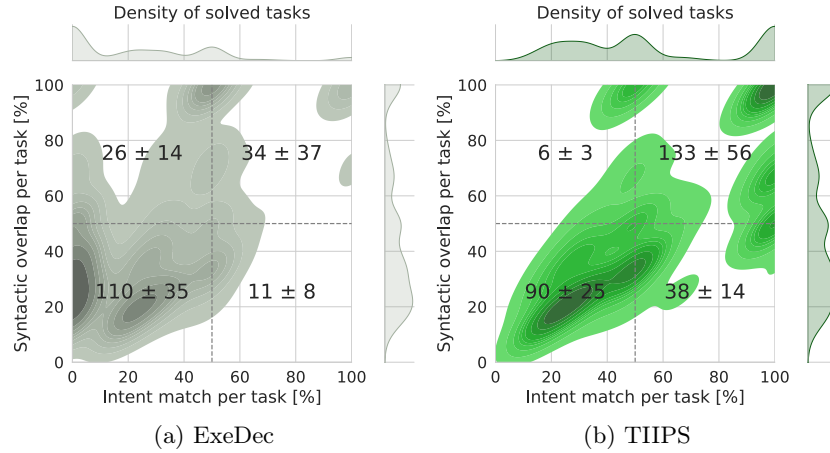 Density of solved tasks
Syntactic overlap per task [%]
100
80
60
40
20
0
26 ± 14
34 ± 37
110 ± 35
11 ± 8
0 20 40 60 80 100
Intent match per task [%]
(a) ExeDec
Density of solved tasks
Syntactic overlap per task [%]
100
80
60
40
20
0
6 ± 3
133 ± 56
90 ± 25
38 ± 14
0 20 40 60 80 100
Intent match per task [%]
(b) TIIPS